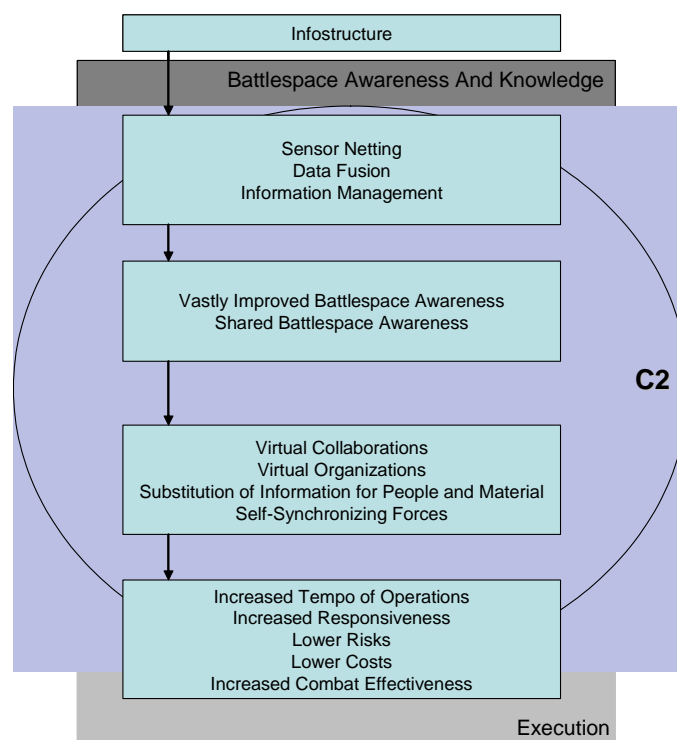 Infostructure
Battlespace Awareness And Knowledge
Sensor Netting
Data Fusion
Information Management
Vastly Improved Battlespace Awareness
Shared Battlespace Awareness
C2
Virtual Collaborations
Virtual Organizations
Substitution of Information for People and Material
Self-Synchronizing Forces
Increased Tempo of Operations
Increased Responsiveness
Lower Risks
Lower Costs
Increased Combat Effectiveness
Execution